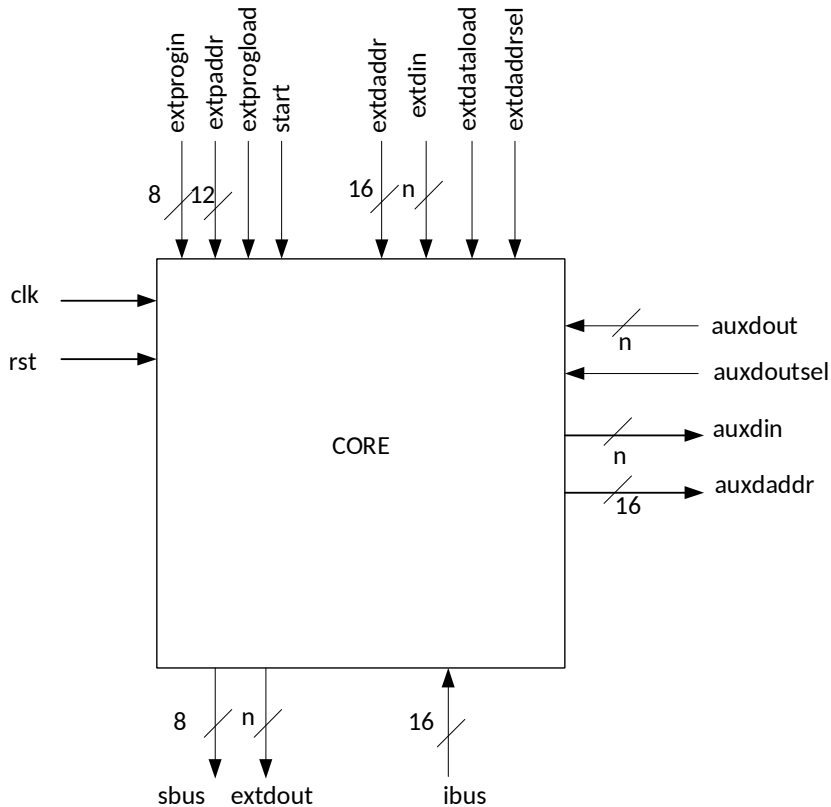 extprogin
extpaddr
extprogload
start
extdaddr
extdin
extdataload
extdaddrsel
8
12
16
n
clk
rst
CORE
auxdout
n
auxdoutsel
auxdin
n
auxdaddr
16
8
n
16
sbus
extdout
ibus